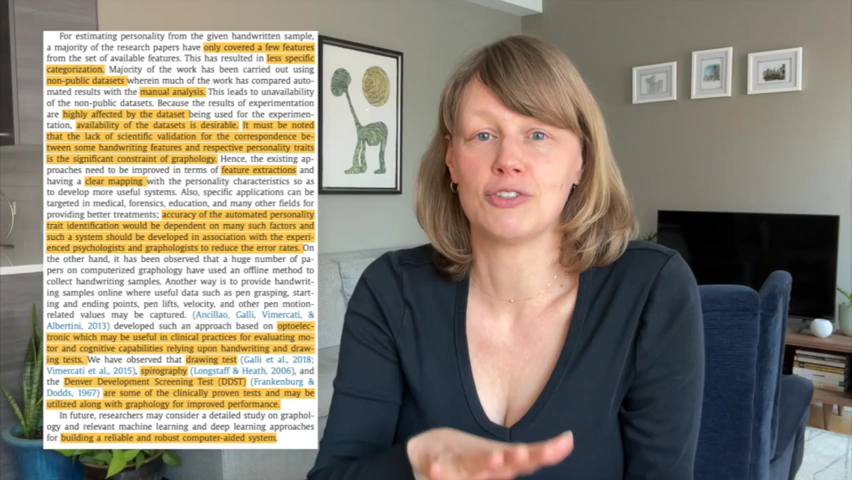 For estimating personality from the given handwritten sample,
a majority of the research papers have only covered a few features
from the set of available features. This has resulted in less specific
categorization. Majority of the work has been carried out using
non-public datasets wherein much of the work has compared auto-
mated results with the manual analysis. This leads to unavailability
of the non-public datasets. Because the results of experimentation
are highly affected by the dataset being used for the experimen-
tation, availability of the datasets is desirable. It must be noted
that the lack of scientific validation for the correspondence be-
tween some handwriting features and respective personality traits
is the significant constraint of graphology. Hence, the existing ap-
proaches need to be improved in terms of feature extractions and
having a clear mapping with the personality characteristics so as
to develop more useful systems. Also, specific applications can be
targeted in medical, forensics, education, and many other fields for
providing better treatments; accuracy of the automated personality
trait identification would be dependent on many such factors and
such a system should be developed in association with the experi-
enced psychologists and graphologists to reduce the error rates. On
the other hand, it has been observed that a huge number of pa-
pers on computerized graphology have used an offline method to
collect handwriting samples. Another way is to provide handwrit-
ing samples online where useful data such as pen grasping, start-
ing and ending points, pen lifts, velocity, and other pen motion-
related values may be captured. (Ancillao, Galli, Vimercati, &
Albertini, 2013) developed such an approach based on optoelec-
tronic which may be useful in clinical practices for evaluating mo-
tor and cognitive capabilities relying upon handwriting and draw-
ing tests. We have observed that drawing test (Galli et al., 2018;
Vimercati et al., 2015), spirography (Longstaff & Heath, 2006), and
the Denver Development Screening Test (DDST) (Frankenburg &
Dodds, 1967) are some of the clinically proven tests and may be
utilized along with graphology for improved performance.
In future, researchers may consider a detailed study on graphol-
ogy and relevant machine learning and deep learning approaches
for building a reliable and robust computer-aided system.